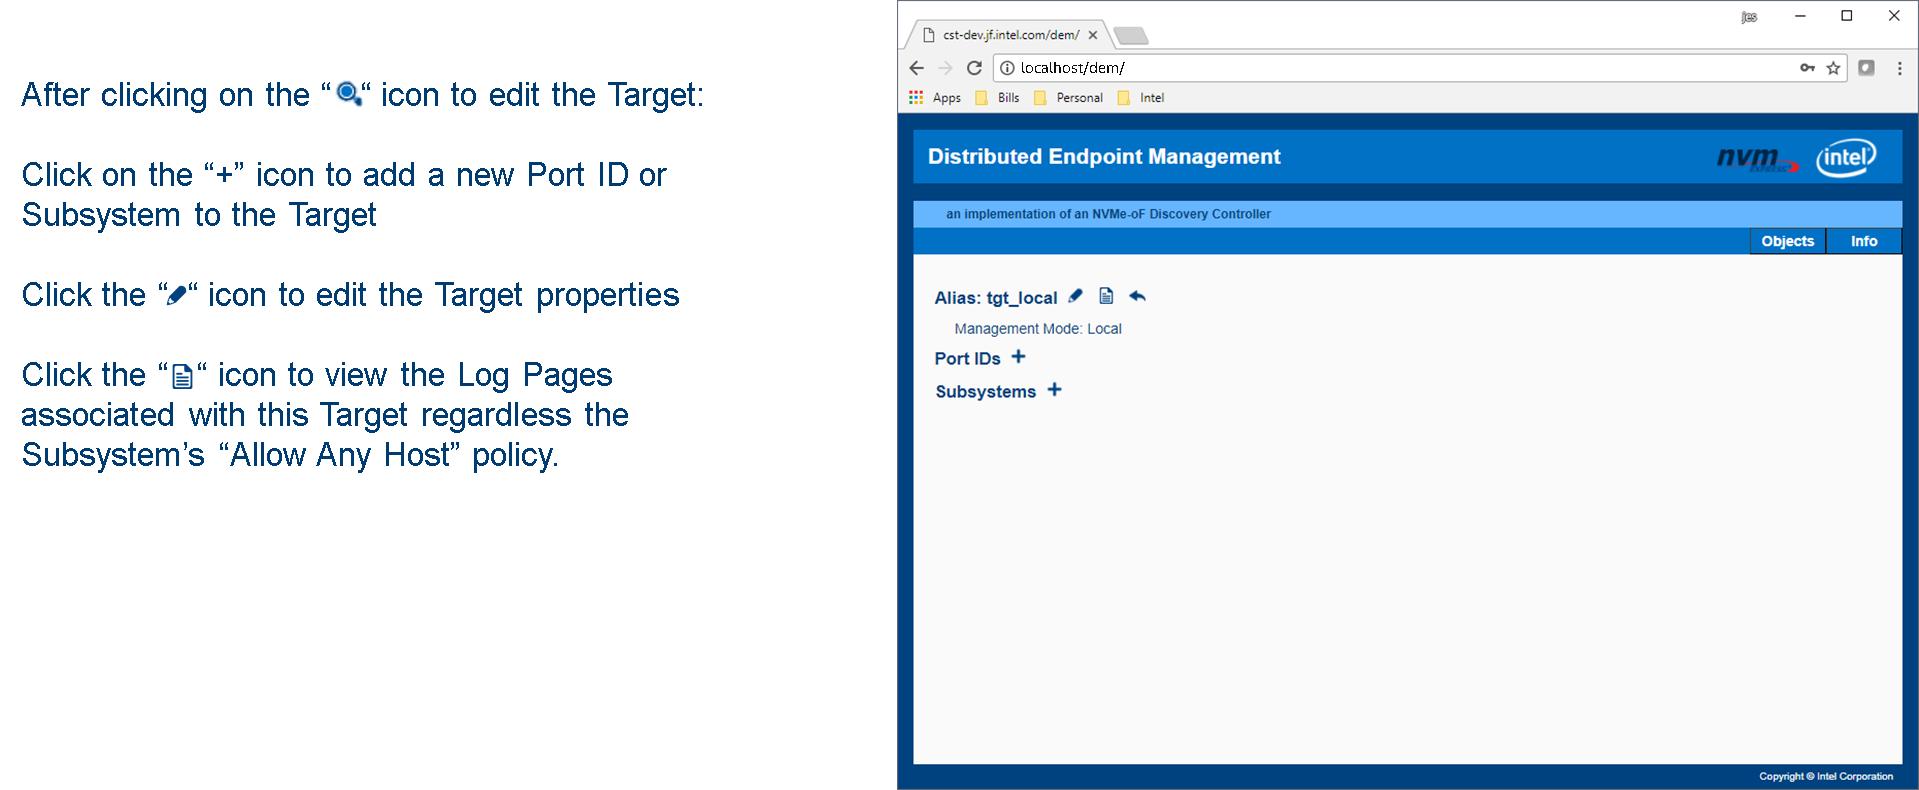 After clicking on the “ “ icon to edit the Target:
Click on the “+” icon to add a new Port ID or
Subsystem to the Target
Click the “ “ icon to edit the Target properties
Click the “ “ icon to view the Log Pages
associated with this Target regardless the
Subsystem’s “Allow Any Host” policy.
jes
cst-dev.jf.intel.com/dem/
localhost/dem/
Apps Bills Personal Intel
Distributed Endpoint Management
nvm EXPRESS (intel)
an implementation of an NVMe-oF Discovery Controller
Objects Info
Alias: tgt_local
Management Mode: Local
Port IDs +
Subsystems +
Copyright © Intel Corporation